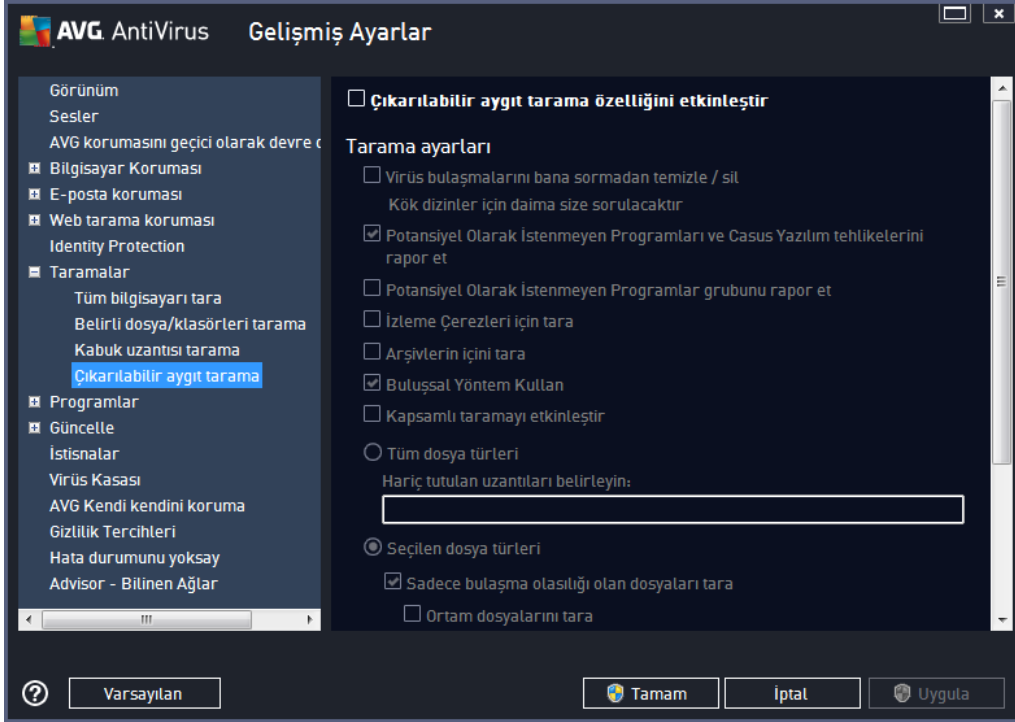 AVG AntiVirus Gelişmiş Ayarlar
Görünüm
Sesler
AVG korumasını geçici olarak devre
Bilgisayar Koruması
E-posta koruması
Web tarama koruması
Identity Protection
Taramalar
Tüm bilgisayarı tara
Belirli dosya/klasörleri tarama
Kabuk uzantısı tarama
Çıkarılabilir aygıt tarama
Programlar
Güncelle
İstisnalar
Virüs Kasası
AVG Kendi kendini koruma
Gizlilik Tercihleri
Hata durumunu yoksay
Advisor - Bilinen Ağlar
Çıkarılabilir aygıt tarama özelliğini etkinleştir
Tarama ayarları
Virüs bulaşmalarını bana sormadan temizle / sil
Kök dizinler için daima size sorulacaktır
Potansiyel Olarak İstenmeyen Programları ve Casus Yazılım tehlikelerini
rapor et
Potansiyel Olarak İstenmeyen Programlar grubunu rapor et
İzleme Çerezleri için tara
Arşivlerin içini tara
Buluşsal Yöntem Kullan
Kapsamlı taramayı etkinleştir
Tüm dosya türleri
Hariç tutulan uzantıları belirleyin:
Seçilen dosya türleri
Sadece bulaşma olasılığı olan dosyaları tara
Ortam dosyalarını tara
Varsayılan
Tamam
İptal
Uygula